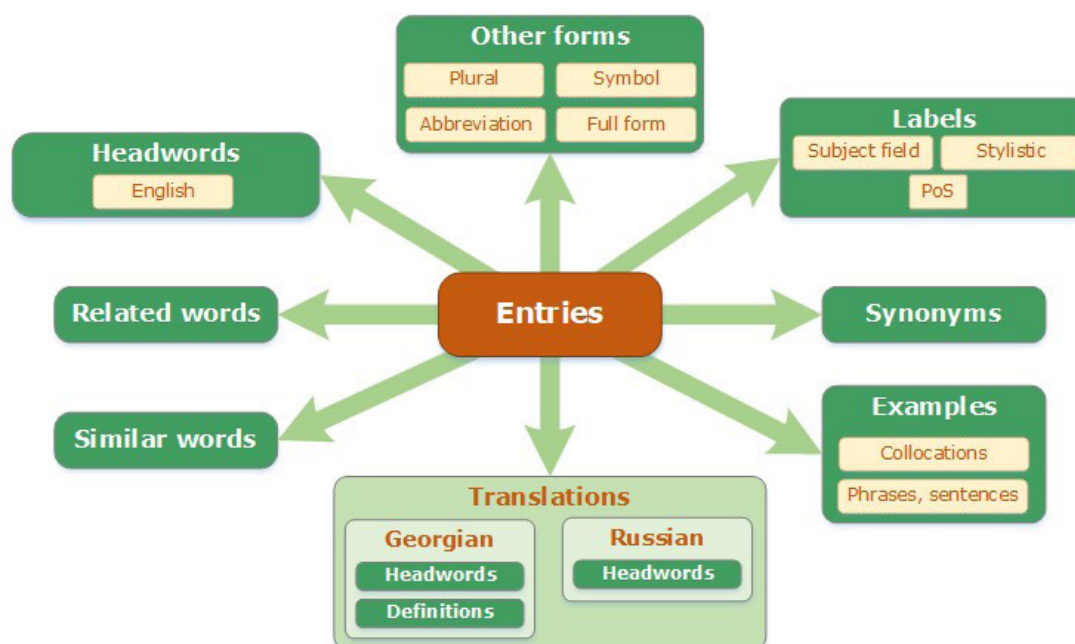 Other forms
Plural
Symbol
Abbreviation
Full form
Labels
Subject field
Stylistic
PoS
Headwords
English
Related words
Entries
Synonyms
Similar words
Examples
Collocations
Phrases, sentences
Translations
Georgian
Headwords
Definitions
Russian
Headwords